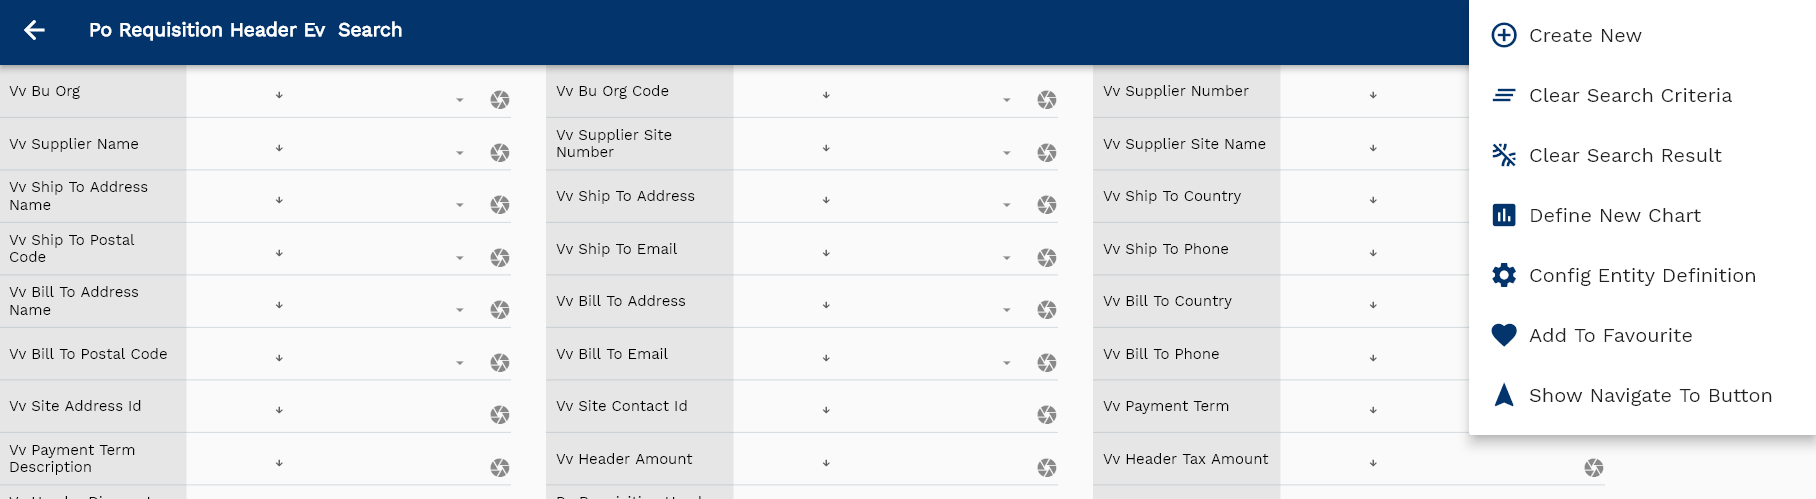 Po Requisition Header Ev  Search
Create New
Clear Search Criteria
Clear Search Result
Define New Chart
Config Entity Definition
Add To Favourite
Show Navigate To Button
Vv Bu Org
Vv Bu Org Code
Vv Supplier Number
Vv Supplier Name
Vv Supplier Site
Number
Vv Supplier Site Name
Vv Ship To Address
Name
Vv Ship To Address
Vv Ship To Country
Vv Ship To Postal
Code
Vv Ship To Email
Vv Ship To Phone
Vv Bill To Address
Name
Vv Bill To Address
Vv Bill To Country
Vv Bill To Postal Code
Vv Bill To Email
Vv Bill To Phone
Vv Site Address Id
Vv Site Contact Id
Vv Payment Term
Vv Payment Term
Description
Vv Header Amount
Vv Header Tax Amount